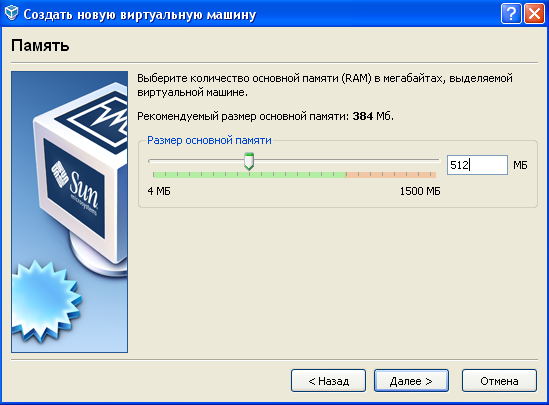 Создать новую виртуальную машину
Память
Выберите количество основной памяти (RAM) в мегабайтах, выделяемой
виртуальной машине.
Рекомендуемый размер основной памяти: 384 Мб.
Размер основной памяти
512 МБ
4 МБ 1500 МБ
Sun
microsystems
< Назад Далее > Отмена